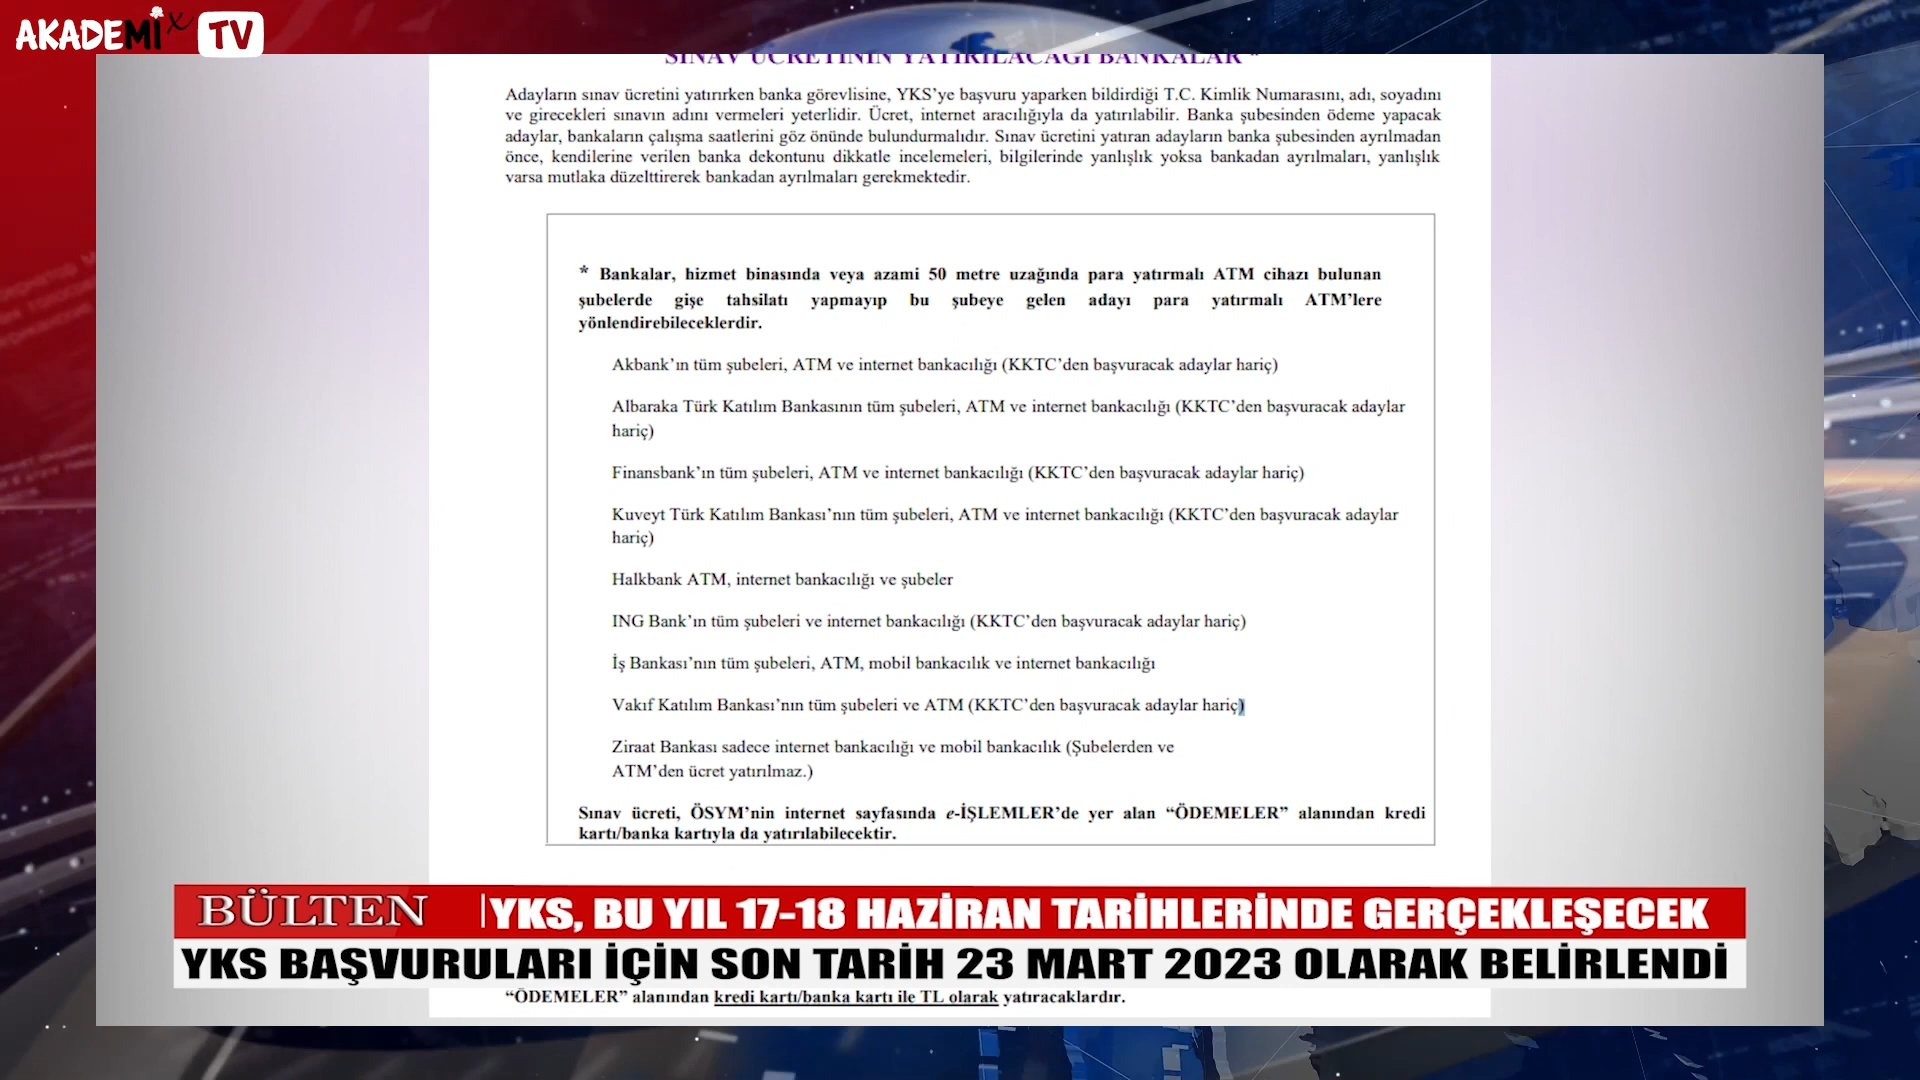 AKADEMİX TV
SINAV ÜCRETİNİN YATIRILACAĞI BANKALAR *
Adayların sınav ücretini yatırırken banka görevlisine, YKS’ye başvuru yaparken bildirdiği T.C. Kimlik Numarasını, adı, soyadını
ve girecekleri sınavın adını vermeleri yeterlidir. Ücret, internet aracılığıyla da yatırılabilir. Banka şubesinden ödeme yapacak
adaylar, bankaların çalışma saatlerini göz önünde bulundurmalıdır. Sınav ücretini yatıran adayların banka şubesinden ayrılmadan
önce, kendilerine verilen banka dekontunu dikkatle incelemeleri, bilgilerinde yanlışlık yoksa bankadan ayrılmaları, yanlışlık
varsa mutlaka düzelttirerek bankadan ayrılmaları gerekmektedir.
* Bankalar, hizmet binasında veya azami 50 metre uzağında para yatırmalı ATM cihazı bulunan
şubelerde gişe tahsilatı yapmayıp bu şubeye gelen adayı para yatırmalı ATM’lere
yönlendirebileceklerdir.
Akbank’ın tüm şubeleri, ATM ve internet bankacılığı (KKTC’den başvuracak adaylar hariç)
Albaraka Türk Katılım Bankasının tüm şubeleri, ATM ve internet bankacılığı (KKTC’den başvuracak adaylar
hariç)
Finansbank’ın tüm şubeleri, ATM ve internet bankacılığı (KKTC’den başvuracak adaylar hariç)
Kuveyt Türk Katılım Bankası’nın tüm şubeleri, ATM ve internet bankacılığı (KKTC’den başvuracak adaylar
hariç)
Halkbank ATM, internet bankacılığı ve şubeler
ING Bank’ın tüm şubeleri ve internet bankacılığı (KKTC’den başvuracak adaylar hariç)
İş Bankası’nın tüm şubeleri, ATM, mobil bankacılık ve internet bankacılığı
Vakıf Katılım Bankası’nın tüm şubeleri ve ATM (KKTC’den başvuracak adaylar hariç)
Ziraat Bankası sadece internet bankacılığı ve mobil bankacılık (Şubelerden ve
ATM’den ücret yatırılmaz.)
Sınav ücreti, ÖSYM’nin internet sayfasında e-İŞLEMLER’de yer alan “ÖDEMELER” alanından kredi
kartı/banka kartıyla da yatırılabilecektir.
BÜLTEN
YKS, BU YIL 17-18 HAZİRAN TARİHLERİNDE GERÇEKLEŞECEK
YKS BAŞVURULARI İÇİN SON TARİH 23 MART 2023 OLARAK BELİRLENDİ
“ÖDEMELER” alanından kredi kartı/banka kartı ile TL olarak yatıracaklardır.